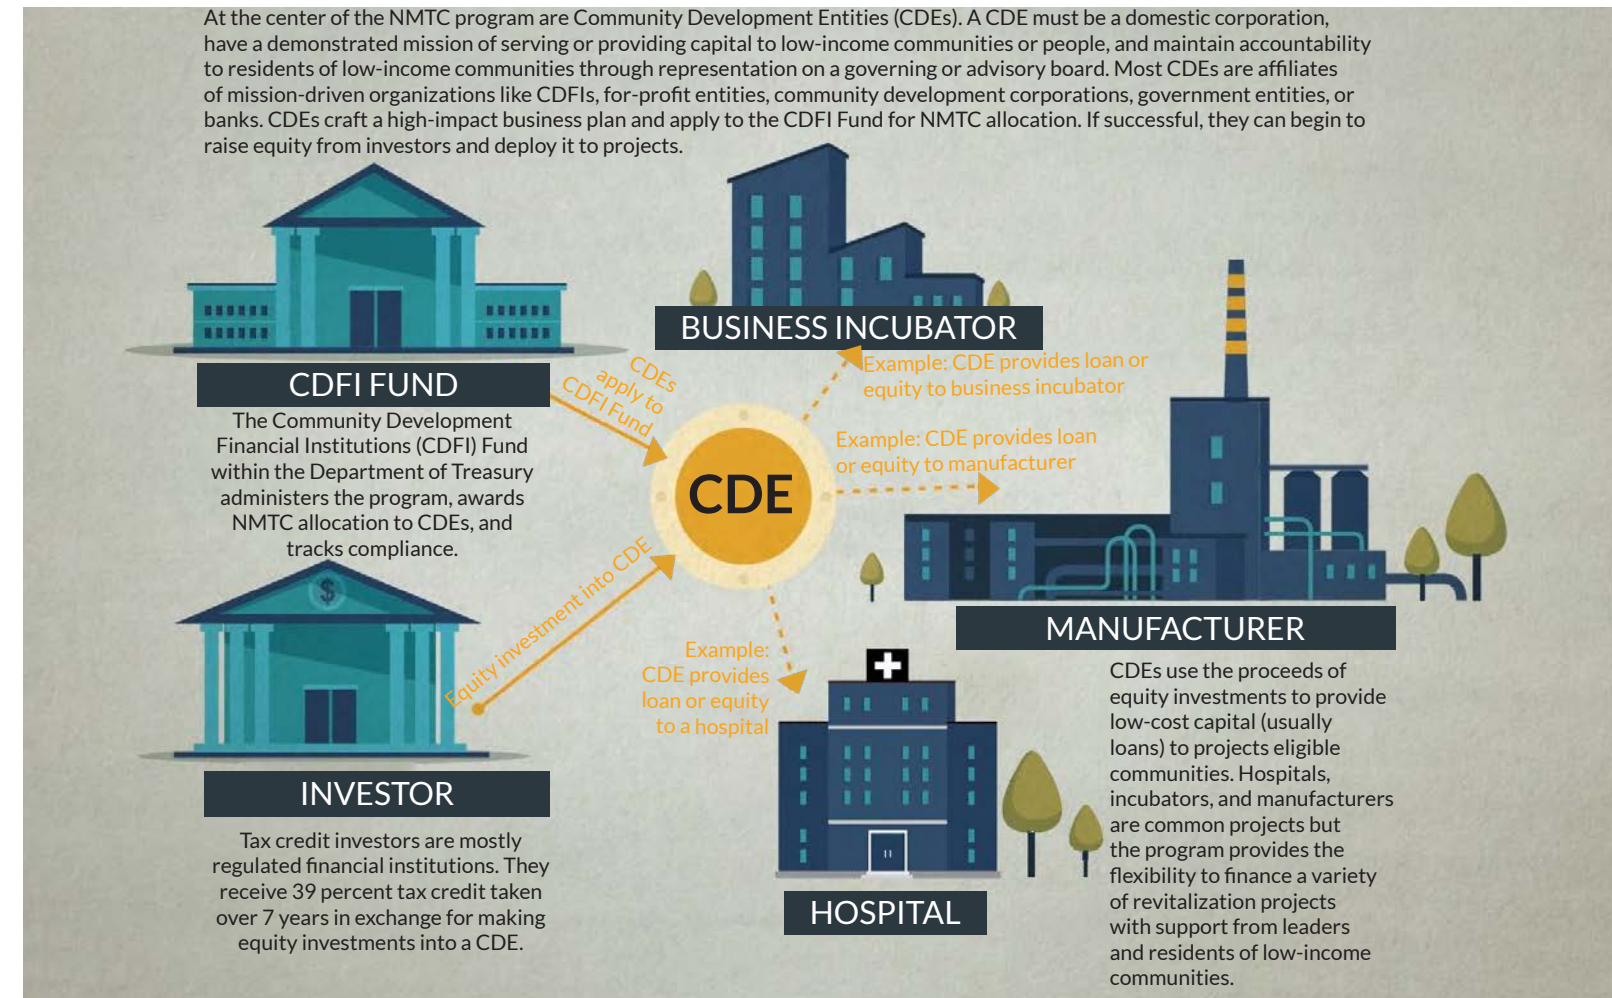 At the center of the NMTC program are Community Development Entities (CDEs). A CDE must be a domestic corporation,
have a demonstrated mission of serving or providing capital to low-income communities or people, and maintain accountability
to residents of low-income communities through representation on a governing or advisory board. Most CDEs are affiliates
of mission-driven organizations like CDFIs, for-profit entities, community development corporations, government entities, or
banks. CDEs craft a high-impact business plan and apply to the CDFI Fund for NMTC allocation. If successful, they can begin to
raise equity from investors and deploy it to projects.
BUSINESS INCUBATOR
Example: CDE provides loan or
equity to business incubator
CDFI FUND
The Community Development
Financial Institutions (CDFI) Fund
within the Department of Treasury
administers the program, awards
NMTC allocation to CDEs, and
tracks compliance.
CDEs
apply to
CDFI Fund
CDE
Example: CDE provides loan
or equity to manufacturer
Equity investment into CDE
$
INVESTOR
Tax credit investors are mostly
regulated financial institutions. They
receive 39 percent tax credit taken
over 7 years in exchange for making
equity investments into a CDE.
Example:
CDE provides
loan or equity
to a hospital
HOSPITAL
MANUFACTURER
CDEs use the proceeds of
equity investments to provide
low-cost capital (usually
loans) to projects eligible
communities. Hospitals,
incubators, and manufacturers
are common projects but
the program provides the
flexibility to finance a variety
of revitalization projects
with support from leaders
and residents of low-income
communities.